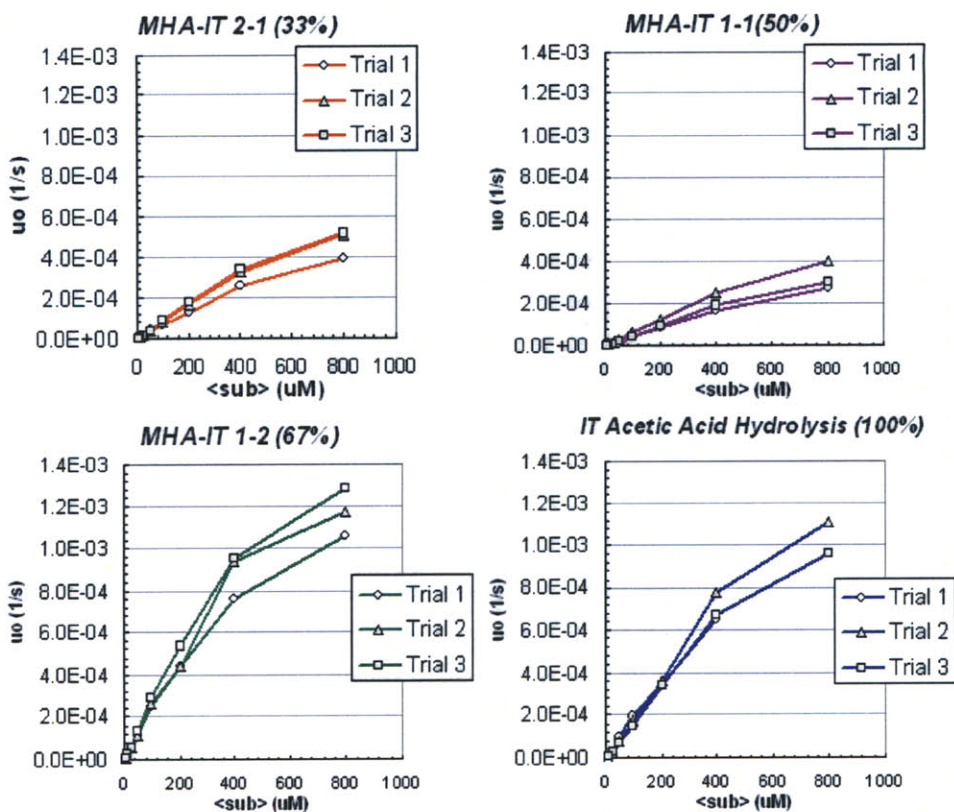 MHA-IT 2-1 (33%)
1.4E-03
1.2E-03
1.0E-03
8.0E-04
6.0E-04
4.0E-04
2.0E-04
0.0E+00
uo (1/s)
0 200 400 600 800 1000
<sub> (uM)
Trial 1
Trial 2
Trial 3
MHA-IT 1-1(50%)
1.4E-03
1.2E-03
1.0E-03
8.0E-04
6.0E-04
4.0E-04
2.0E-04
0.0E+00
uo (1/s)
0 200 400 600 800 1000
<sub> (uM)
Trial 1
Trial 2
Trial 3
MHA-IT 1-2 (67%)
1.4E-03
1.2E-03
1.0E-03
8.0E-04
6.0E-04
4.0E-04
2.0E-04
0.0E+00
uo (1/s)
0 200 400 600 800 1000
<sub> (uM)
Trial 1
Trial 2
Trial 3
IT Acetic Acid Hydrolysis (100%)
1.4E-03
1.2E-03
1.0E-03
8.0E-04
6.0E-04
4.0E-04
2.0E-04
0.0E+00
uo (1/s)
0 200 400 600 800 1000
<sub> (uM)
Trial 1
Trial 2
Trial 3